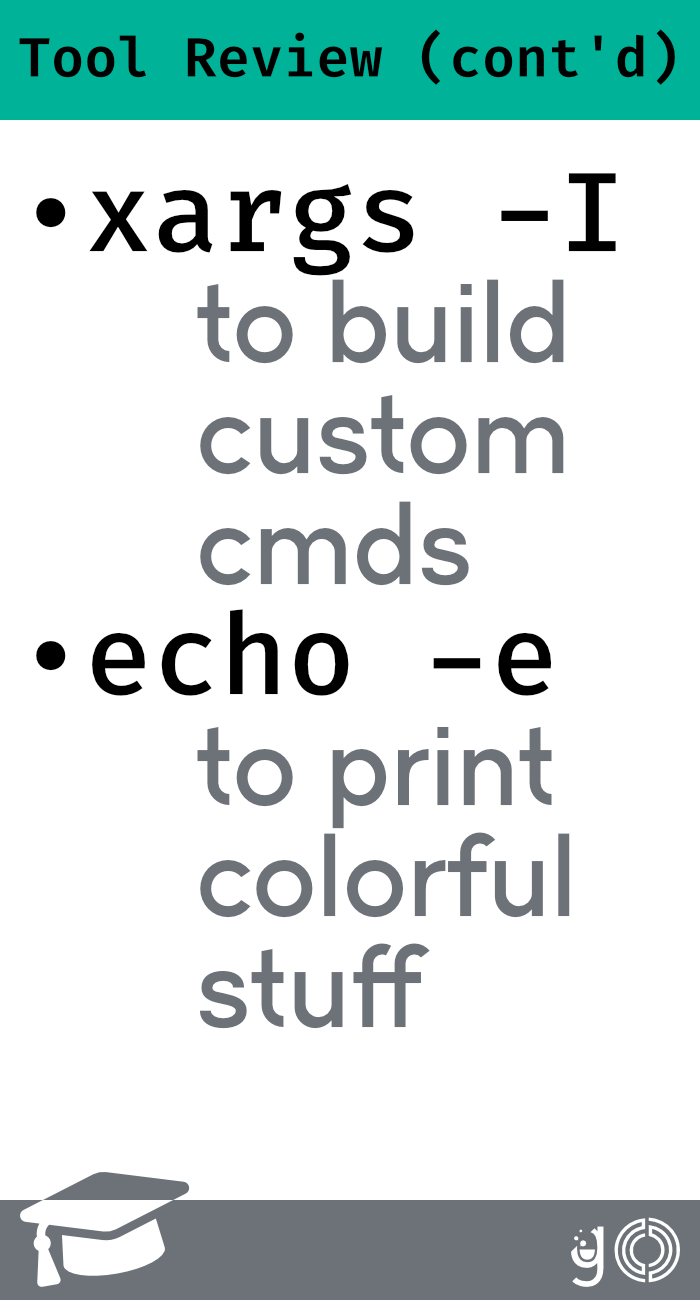 Tool Review (cont'd)
•xargs -I
to build
custom
cmds
•echo -e
to print
colorful
stuff